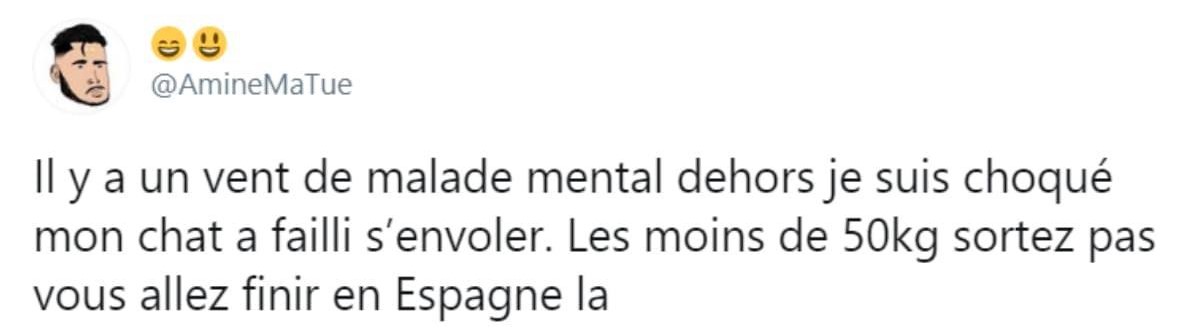 😄😃
@AmineMaTue
Il y a un vent de malade mental dehors je suis choqué
mon chat a failli s’envoler. Les moins de 50kg sortez pas
vous allez finir en Espagne la